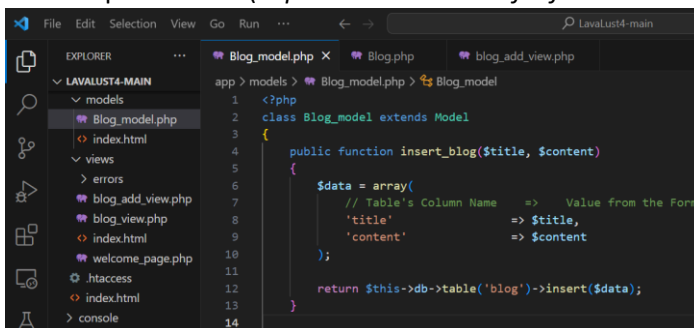 File Edit Selection View Go Run ··· ← → LavaLust4-main
EXPLORER ···
LAVALUST4-MAIN
models
Blog_model.php
index.html
views
errors
blog_add_view.php
blog_view.php
index.html
welcome_page.php
.htaccess
index.html
console
Blog_model.php × Blog.php blog_add_view.php
app > models > Blog_model.php > Blog_model
1 <?php
2 class Blog_model extends Model
3 {
4 public function insert_blog($title, $content)
5 {
6 $data = array(
7 // Table's Column Name => Value from the For
8 'title' => $title,
9 'content' => $content
10 );
11
12 return $this->db->table('blog')->insert($data);
13 }
14